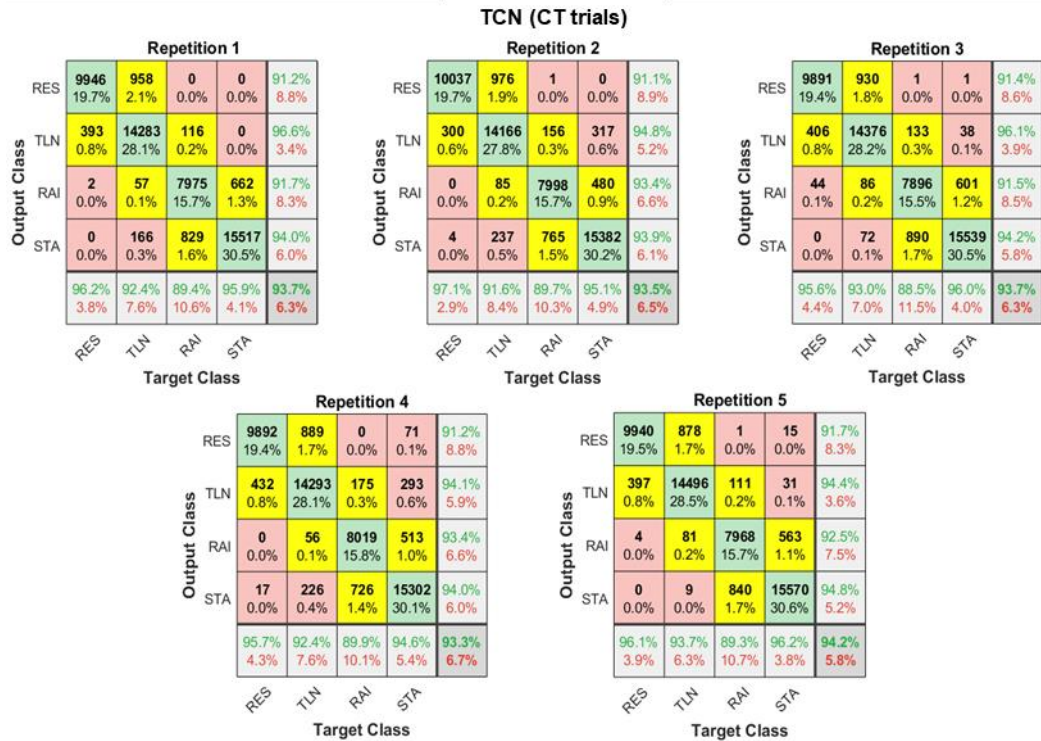 TCN (CT trials)
Repetition 1
RES 9946 958 0 0 91.2%
19.7% 2.1% 0.0% 0.0% 8.8%
TLN 393 14283 116 0 96.6%
0.8% 28.1% 0.2% 0.0% 3.4%
RAI 2 57 7975 662 91.7%
0.0% 0.1% 15.7% 1.3% 8.3%
STA 0 166 829 15517 94.0%
0.0% 0.3% 1.6% 30.5% 6.0%
96.2% 92.4% 89.4% 95.9% 93.7%
3.8% 7.6% 10.6% 4.1% 6.3%
RES TLN RAI STA
Output Class
Target Class
Repetition 2
RES 10037 976 1 0 91.1%
19.7% 1.9% 0.0% 0.0% 8.9%
TLN 300 14166 156 317 94.8%
0.6% 27.8% 0.3% 0.6% 5.2%
RAI 0 85 7998 480 93.4%
0.0% 0.2% 15.7% 0.9% 6.6%
STA 4 237 765 15382 93.9%
0.0% 0.5% 1.5% 30.2% 6.1%
97.1% 91.6% 89.7% 95.1% 93.5%
2.9% 8.4% 10.3% 4.9% 6.5%
RES TLN RAI STA
Output Class
Target Class
Repetition 3
RES 9891 930 1 1 91.4%
19.4% 1.8% 0.0% 0.0% 8.6%
TLN 406 14376 133 38 96.1%
0.8% 28.2% 0.3% 0.1% 3.9%
RAI 44 86 7896 601 91.5%
0.1% 0.2% 15.5% 1.2% 8.5%
STA 0 72 890 15539 94.2%
0.0% 0.1% 1.7% 30.5% 5.8%
95.6% 93.0% 88.5% 96.0% 93.7%
4.4% 7.0% 11.5% 4.0% 6.3%
RES TLN RAI STA
Output Class
Target Class
Repetition 4
RES 9892 889 0 71 91.2%
19.4% 1.7% 0.0% 0.1% 8.8%
TLN 432 14293 175 293 94.1%
0.8% 28.1% 0.3% 0.6% 5.9%
RAI 0 56 8019 513 93.4%
0.0% 0.1% 15.8% 1.0% 6.6%
STA 17 226 726 15302 94.0%
0.0% 0.4% 1.4% 30.1% 6.0%
95.7% 92.4% 89.9% 94.6% 93.3%
4.3% 7.6% 10.1% 5.4% 6.7%
RES TLN RAI STA
Output Class
Target Class
Repetition 5
RES 9940 878 1 15 91.7%
19.5% 1.7% 0.0% 0.0% 8.3%
TLN 397 14496 111 31 94.4%
0.8% 28.5% 0.2% 0.1% 3.6%
RAI 4 81 7968 563 92.5%
0.0% 0.2% 15.7% 1.1% 7.5%
STA 0 9 840 15570 94.8%
0.0% 0.0% 1.7% 30.6% 5.2%
96.1% 93.7% 89.3% 96.2% 94.2%
3.9% 6.3% 10.7% 3.8% 5.8%
RES TLN RAI STA
Output Class
Target Class